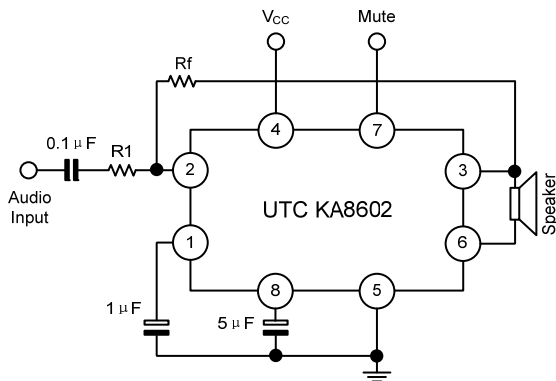 VCC
Mute
Rf
4
7
0.1μF
R1
2
3
Audio
Input
UTC KA8602
Speaker
1
6
8
5
1μF
5μF